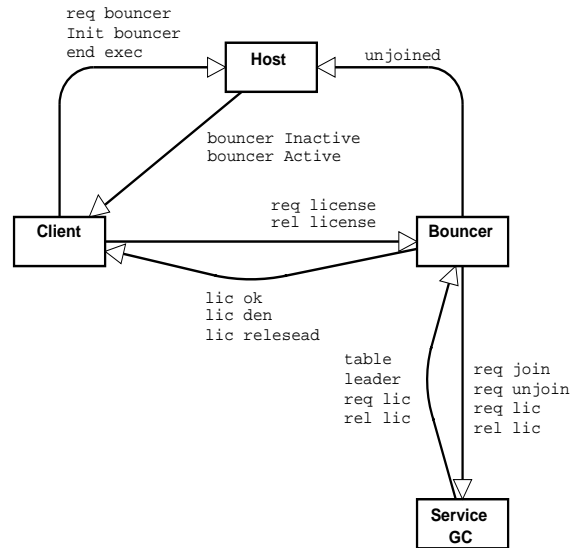 req bouncer
Init bouncer
end exec
Host
unjoined
bouncer Inactive
bouncer Active
req license
rel license
Client
Bouncer
lic ok
lic den
lic relesead
table
leader
req lic
rel lic
req join
req unjoin
req lic
rel lic
Service
GC